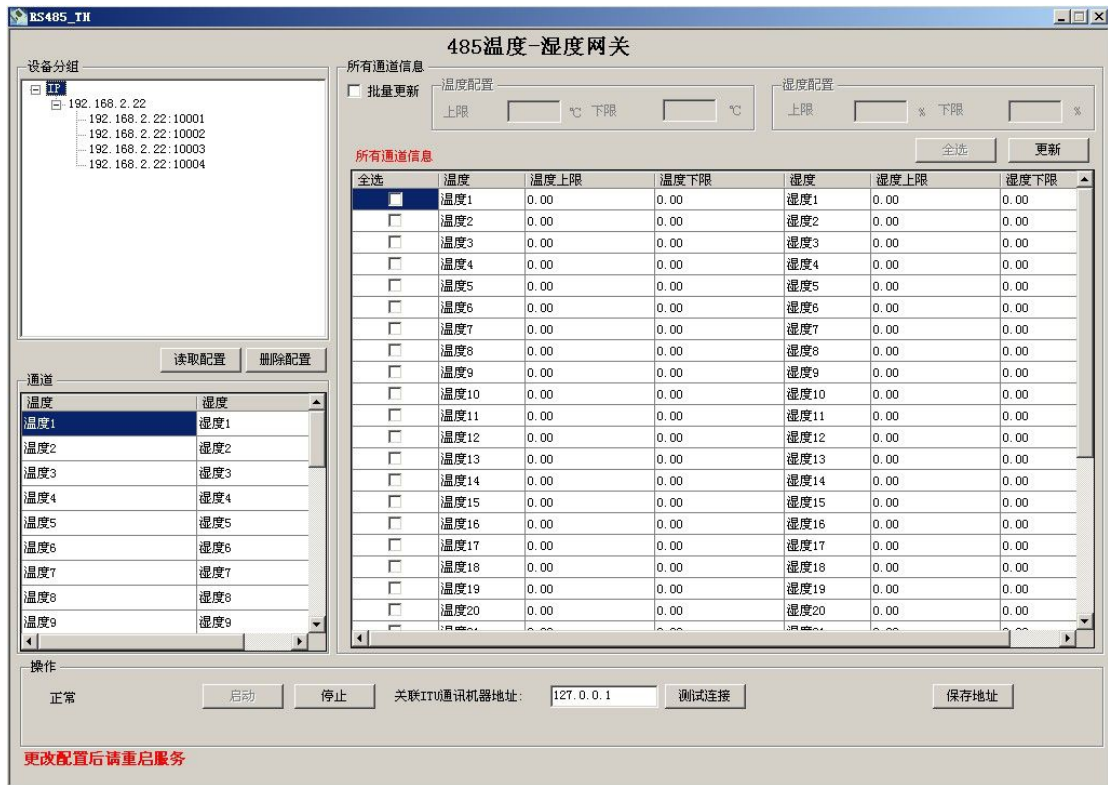 RS485_TH
485温度-湿度网关
设备分组
IP
192.168.2.22
192.168.2.22:10001
192.168.2.22:10002
192.168.2.22:10003
192.168.2.22:10004
读取配置 删除配置
通道
温度 湿度
温度1 湿度1
温度2 湿度2
温度3 湿度3
温度4 湿度4
温度5 湿度5
温度6 湿度6
温度7 湿度7
温度8 湿度8
温度9 湿度9
所有通道信息
批量更新
温度配置
上限 ℃ 下限 ℃
湿度配置
上限 % 下限 %
所有通道信息
全选 更新
全选 温度 温度上限 温度下限 湿度 湿度上限 湿度下限
温度1 0.00 0.00 湿度1 0.00 0.00
温度2 0.00 0.00 湿度2 0.00 0.00
温度3 0.00 0.00 湿度3 0.00 0.00
温度4 0.00 0.00 湿度4 0.00 0.00
温度5 0.00 0.00 湿度5 0.00 0.00
温度6 0.00 0.00 湿度6 0.00 0.00
温度7 0.00 0.00 湿度7 0.00 0.00
温度8 0.00 0.00 湿度8 0.00 0.00
温度9 0.00 0.00 湿度9 0.00 0.00
温度10 0.00 0.00 湿度10 0.00 0.00
温度11 0.00 0.00 湿度11 0.00 0.00
温度12 0.00 0.00 湿度12 0.00 0.00
温度13 0.00 0.00 湿度13 0.00 0.00
温度14 0.00 0.00 湿度14 0.00 0.00
温度15 0.00 0.00 湿度15 0.00 0.00
温度16 0.00 0.00 湿度16 0.00 0.00
温度17 0.00 0.00 湿度17 0.00 0.00
温度18 0.00 0.00 湿度18 0.00 0.00
温度19 0.00 0.00 湿度19 0.00 0.00
温度20 0.00 0.00 湿度20 0.00 0.00
操作
正常 启动 停止 关联ITU通讯机器地址: 127.0.0.1 测试连接 保存地址
更改配置后请重启服务